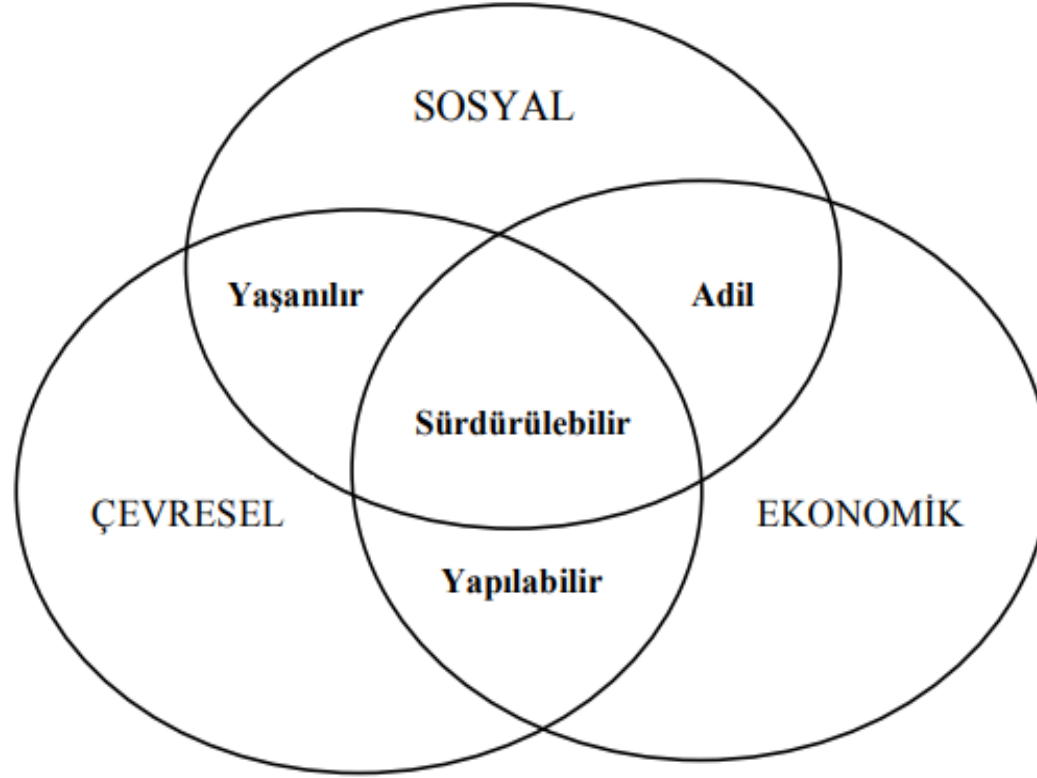 SOSYAL
Yaşanılır
Adil
Sürdürülebilir
ÇEVRESEL
EKONOMİK
Yapılabilir